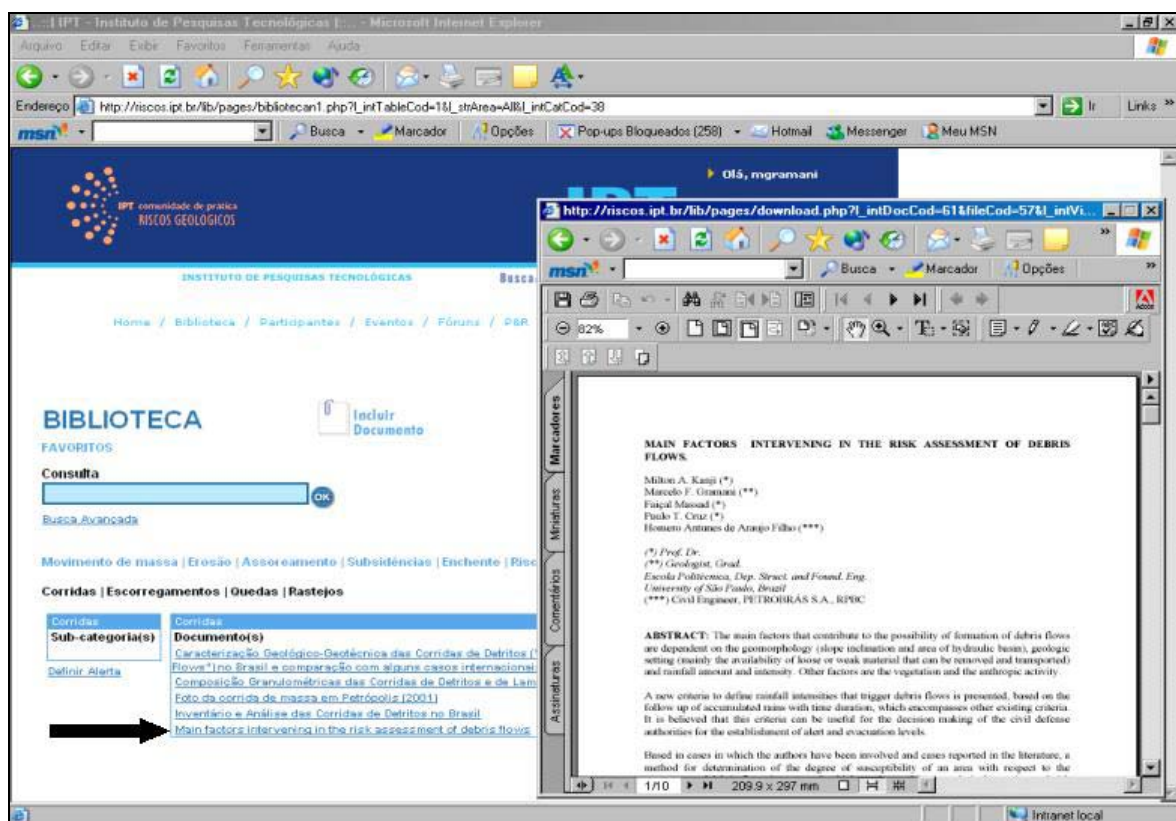 ..::| IPT - Instituto de Pesquisas Tecnológicas |::.. - Microsoft Internet Explorer
Arquivo Editar Exibir Favoritos Ferramentas Ajuda
Endereço http://riscos.ipt.br/lib/pages/bibliotecan1.php?l_intTableCod=1&l_strArea=All&l_intCatCod=38 Ir Links »
msn Busca Marcador Opções Pop-ups Bloqueados (258) Hotmail Messenger Meu MSN
Olá, mgramani
IPT comunidade de pratica
RISCOS GEOLOGICOS
IPT
INSTITUTO DE PESQUISAS TECNOLÓGICAS Busca
Home / Biblioteca / Participantes / Eventos / Fóruns / P&R
BIBLIOTECA
Incluir
Documento
FAVORITOS
Consulta
OK
Busca Avançada
Movimento de massa | Erosão | Assoreamento | Subsidências | Enchente | Risc
Corridas | Escorregamentos | Quedas | Rastejos
Corridas
Sub-categoria(s)
Definir Alerta
Corridas
Documento(s)
Caracterização Geológico-Geotécnica das Corridas de Detritos ("
Flows") no Brasil e comparação com alguns casos internacionai
Composição Granulométricas das Corridas de Detritos e de Lam
Foto da corrida de massa em Petrópolis (2001)
Inventário e Análise das Corridas de Detritos no Brasil
Main factors intervening in the risk assessment of debris flows
http://riscos.ipt.br/lib/pages/download.php?l_intDocCod=61&fileCod=57&l_intVi...
msn Busca Marcador Opções »
Adobe
82%
Marcadores
Miniaturas
Comentários
Assinaturas
MAIN FACTORS INTERVENING IN THE RISK ASSESSMENT OF DEBRIS
FLOWS.
Milton A. Kanji (*)
Marcelo F. Gramani (**)
Faiçal Massad (*)
Paulo T. Cruz (*)
Homero Antunes de Araujo Filho (***)
(*) Prof. Dr.
(**) Geologist, Grad.
Escola Politécnica, Dep. Struct. and Found. Eng.
University of São Paulo, Brazil
(***) Civil Engineer, PETROBRÁS S.A., RPBC
ABSTRACT: The main factors that contribute to the possibility of formation of debris flows
are dependent on the geomorphology (slope inclination and area of hydraulic basin), geologic
setting (mainly the availability of loose or weak material that can be removed and transported)
and rainfall amount and intensity. Other factors are the vegetation and the anthropic activity.
A new criteria to define rainfall intensities that trigger debris flows is presented, based on the
follow up of accumulated rains with time duration, which encompasses other existing criteria.
It is believed that this criteria can be useful for the decision making of the civil defense
authorities for the establishment of alert and evacuation levels.
Based in cases in which the authors have been involved and cases reported in the literature, a
method for determination of the degree of susceptibility of an area with respect to the
1/10 209.9 x 297 mm
Intranet local